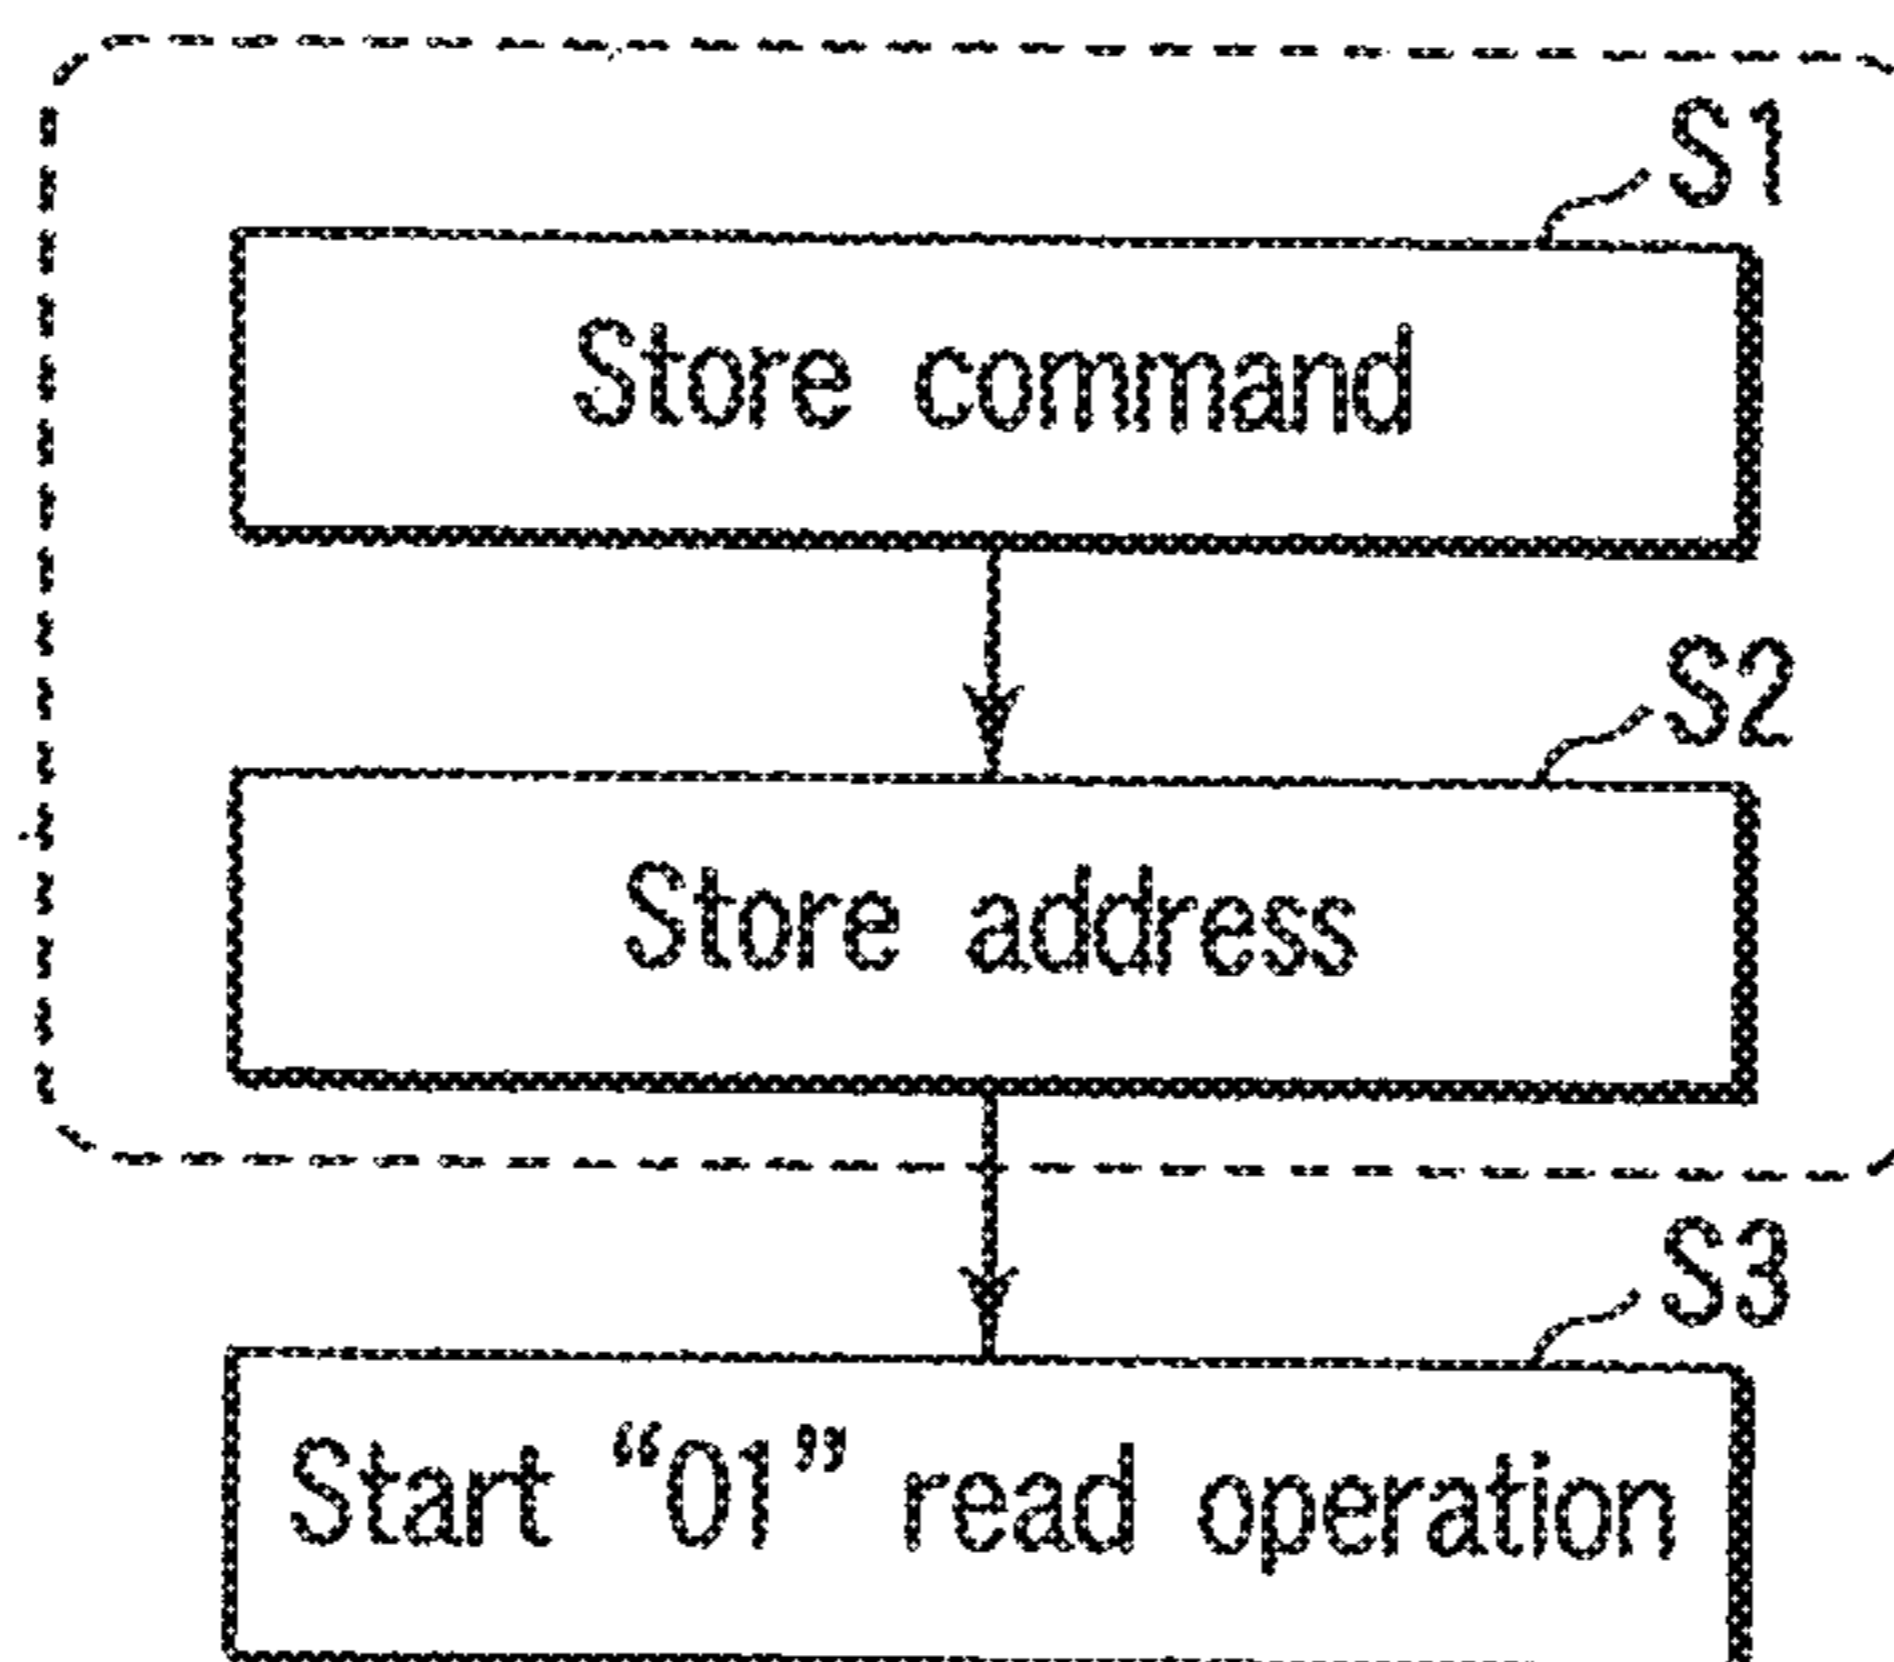 S1
Store command
S2
Store address
S3
Start “01” read operation